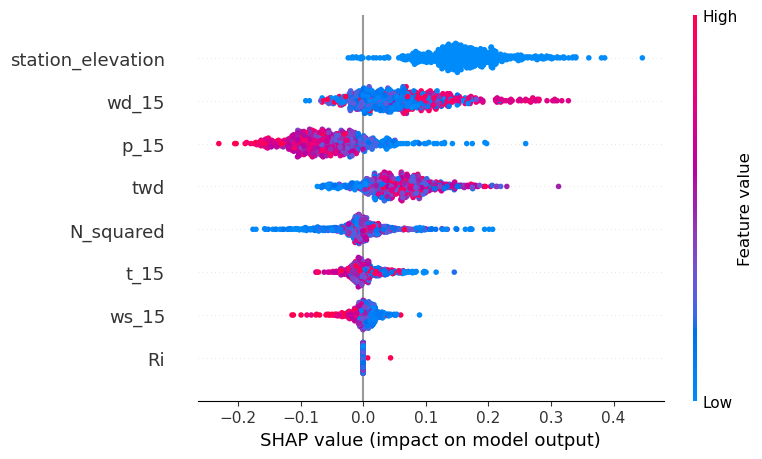 High
station_elevation
wd_15
p_15
twd
N_squared
t_15
ws_15
Ri
Feature value
Low
−0.2 −0.1 0.0 0.1 0.2 0.3 0.4
SHAP value (impact on model output)